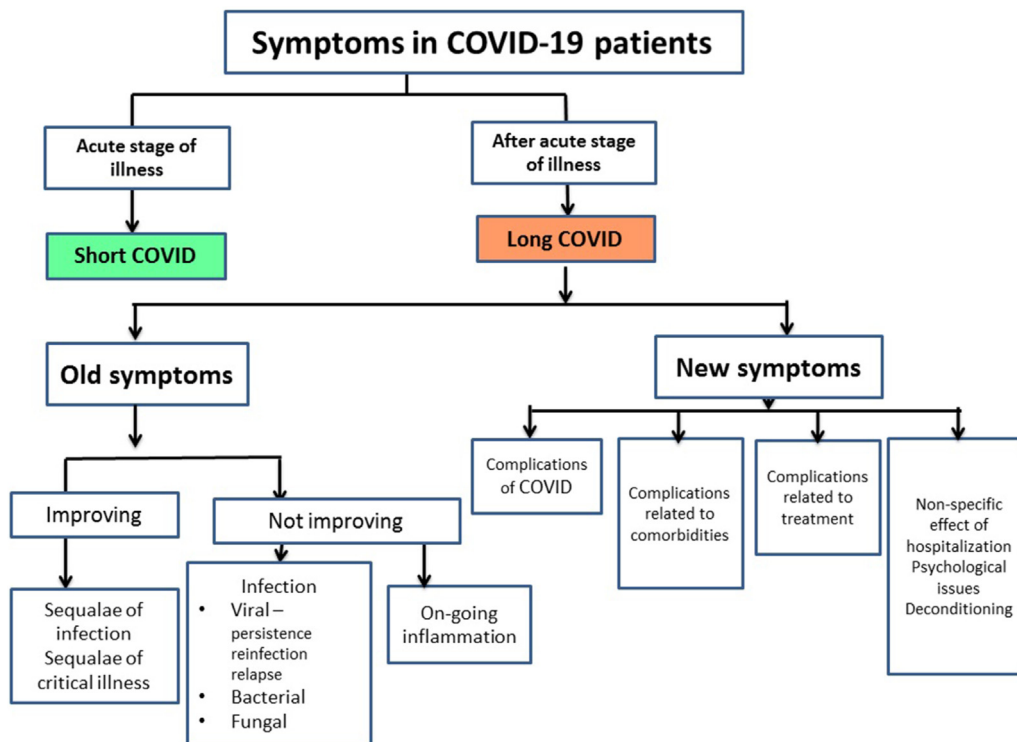 Symptoms in COVID-19 patients
Acute stage of
illness
After acute stage
of illness
Short COVID
Long COVID
Old symptoms
New symptoms
Improving
Not improving
Sequalae of
infection
Sequalae of
critical illness
Infection
• Viral –
persistence
reinfection
relapse
• Bacterial
• Fungal
On-going
inflammation
Complications
of COVID
Complications
related to
comorbidities
Complications
related to
treatment
Non-specific
effect of
hospitalization
Psychological
issues
Deconditioning